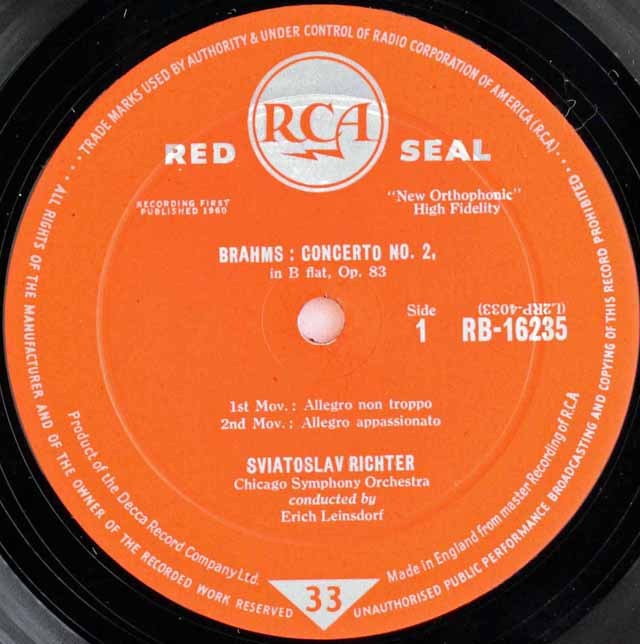 ... TRADE MARKS USED BY AUTHORITY & UNDER CONTROL OF RADIO CORPORATION OF AMERICA (RCA) ...
RCA
RED SEAL
RECORDING FIRST
PUBLISHED 1960
"New Orthophonic"
High Fidelity
BRAHMS : CONCERTO NO. 2,
in B flat, Op. 83
Side
1
(L2RP-4033)
RB-16235
1st Mov. : Allegro non troppo
2nd Mov. : Allegro appassionato
SVIATOSLAV RICHTER
Chicago Symphony Orchestra
conducted by
Erich Leinsdorf
Product of the Decca Record Company Ltd.
Made in England from master Recording of RCA
33
ALL RIGHTS OF THE MANUFACTURER AND OF THE OWNER OF THE RECORDED WORK RESERVED
UNAUTHORISED PUBLIC PERFORMANCE BROADCASTING AND COPYING OF THIS RECORD PROHIBITED